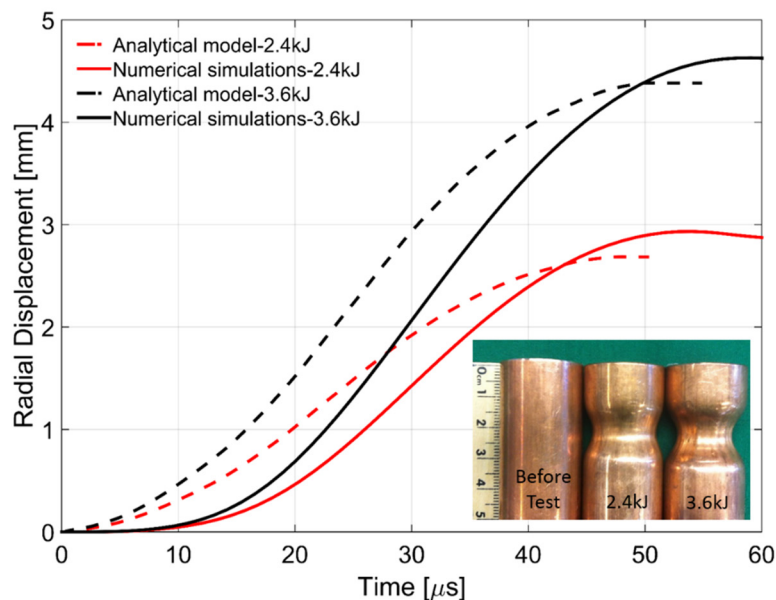 5
4
3
2
1
0
Radial Displacement [mm]
Analytical model-2.4kJ
Numerical simulations-2.4kJ
Analytical model-3.6kJ
Numerical simulations-3.6kJ
0cm
1
2
3
4
5
Before
Test
2.4kJ
3.6kJ
0
10
20
30
40
50
60
Time [μs]